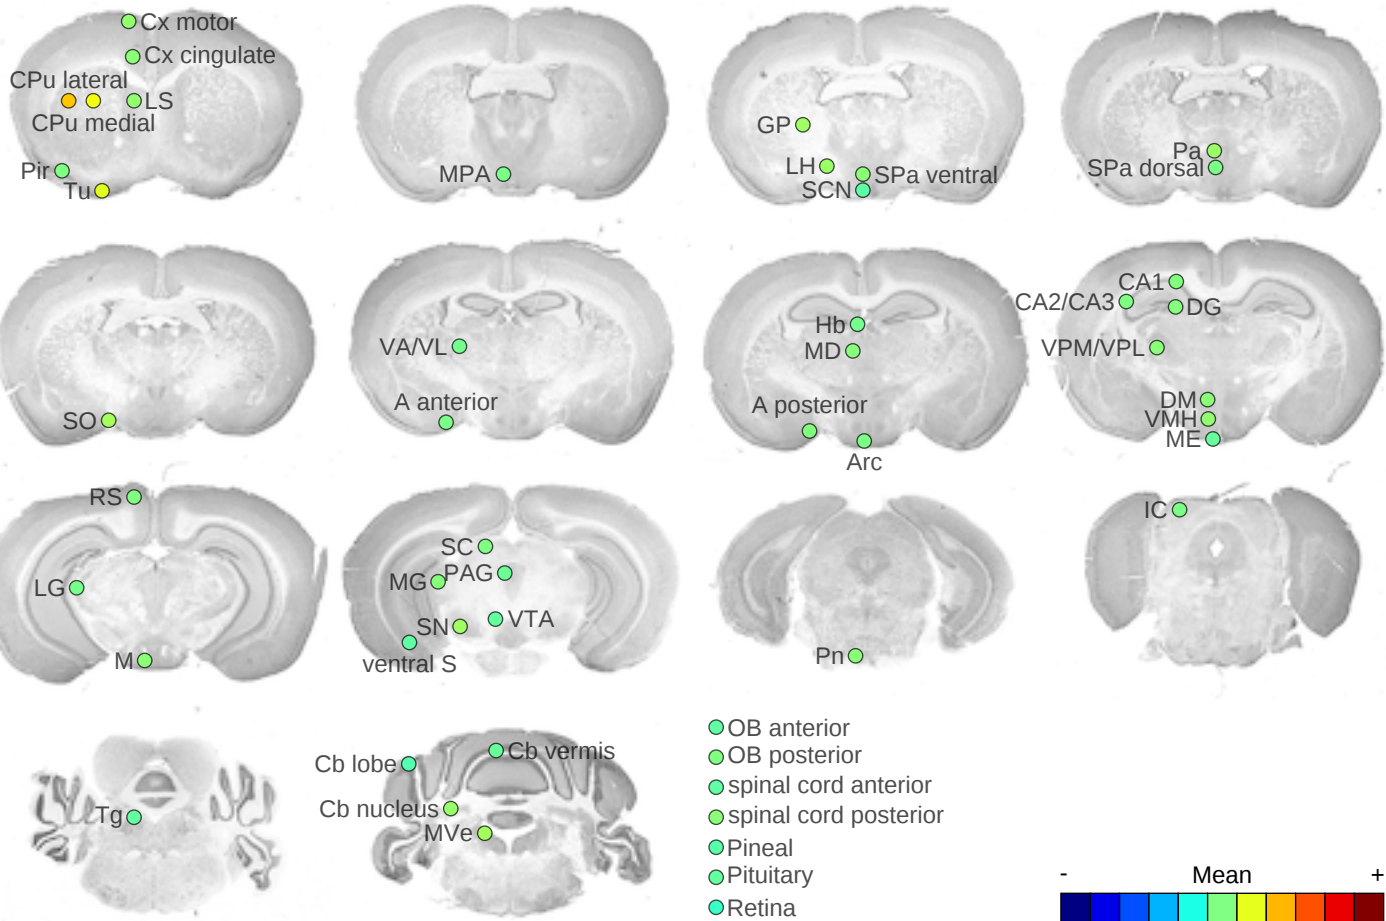 Cx motor
Cx cingulate
CPu lateral
LS
CPu medial
Pir
Tu
MPA
GP
LH
SPa ventral
SCN
Pa
SPa dorsal
SO
VA/VL
A anterior
Hb
MD
A posterior
Arc
CA1
CA2/CA3
DG
VPM/VPL
DM
VMH
ME
RS
LG
M
SC
PAG
MG
SN
VTA
ventral S
Pn
IC
Tg
Cb lobe
Cb vermis
Cb nucleus
MVe
OB anterior
OB posterior
spinal cord anterior
spinal cord posterior
Pineal
Pituitary
Retina
- Mean +